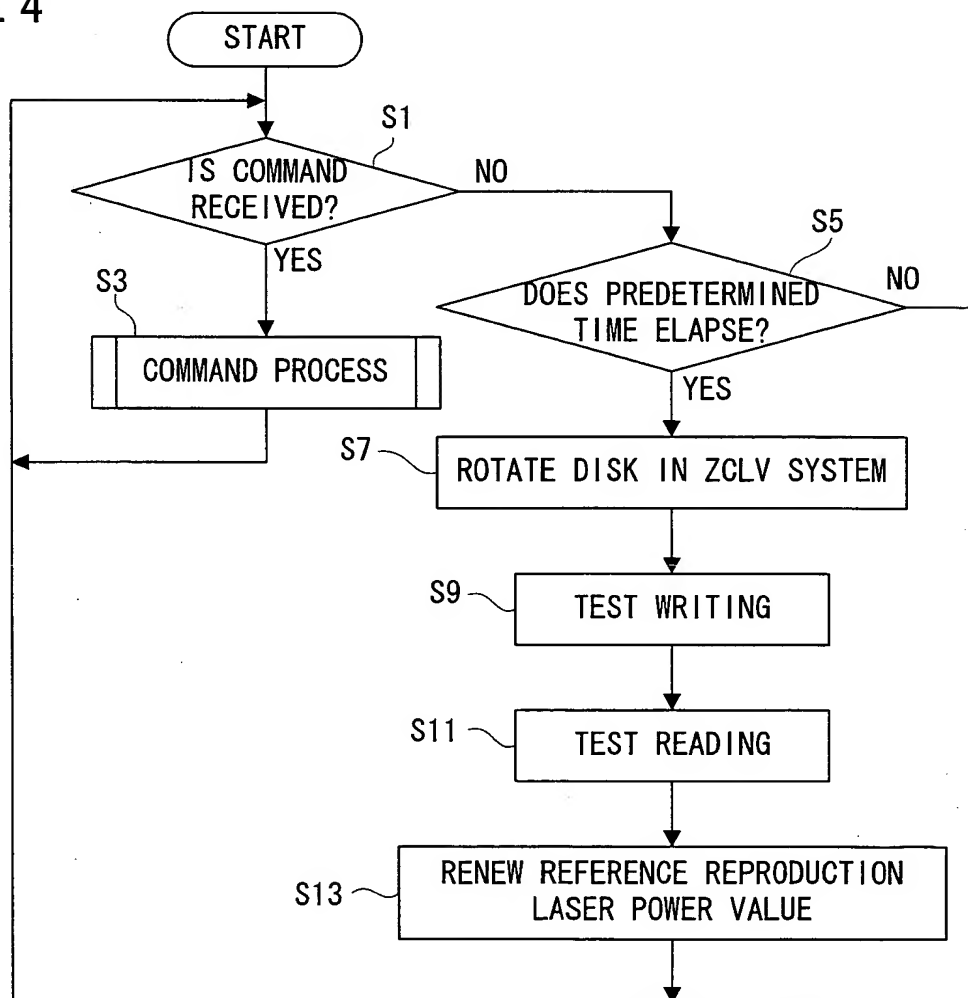 4
START
S1
IS COMMAND
RECEIVED?
NO
YES
S5
DOES PREDETERMINED
TIME ELAPSE?
NO
YES
S3
COMMAND PROCESS
S7
ROTATE DISK IN ZCLV SYSTEM
S9
TEST WRITING
S11
TEST READING
S13
RENEW REFERENCE REPRODUCTION
LASER POWER VALUE